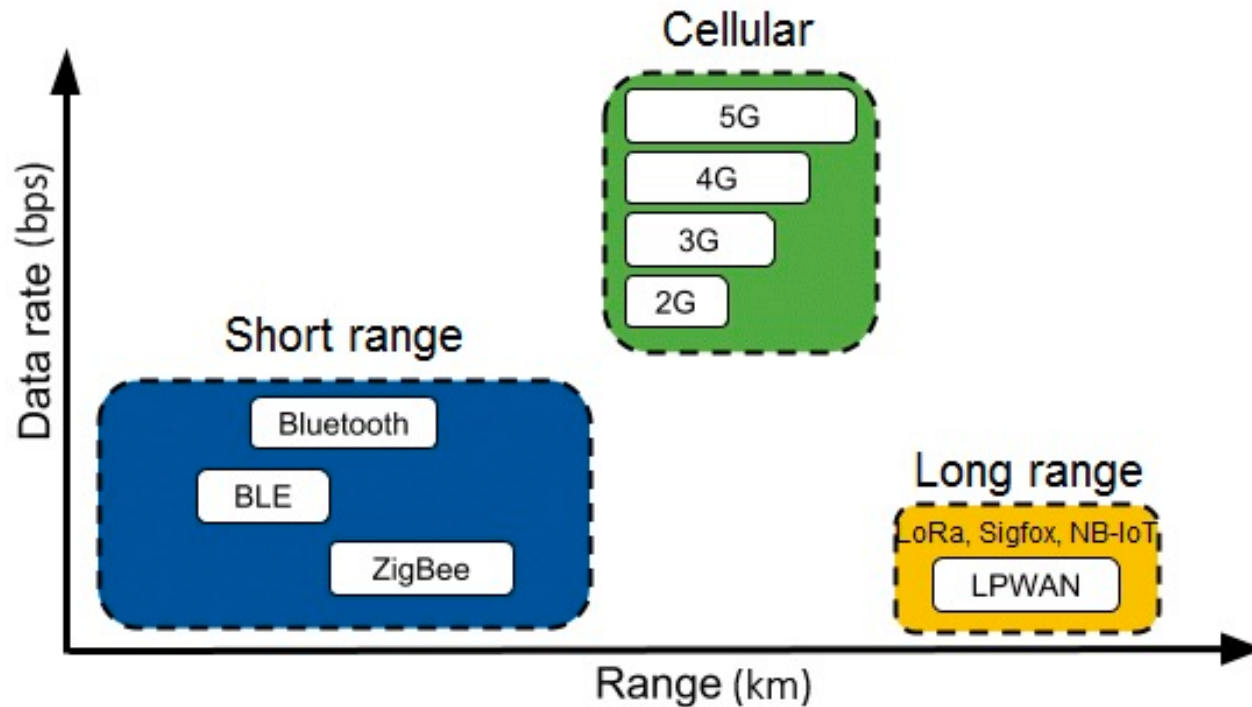 Cellular
5G
4G
3G
2G
Data rate (bps)
Short range
Bluetooth
BLE
ZigBee
Long range
LoRa, Sigfox, NB-IoT
LPWAN
Range (km)